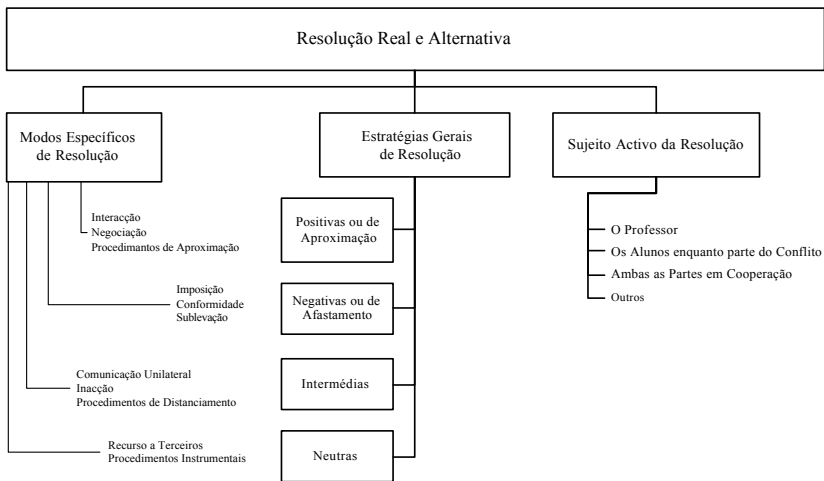 Resolução Real e Alternativa
Modos Específicos
de Resolução
Estratégias Gerais
de Resolução
Sujeito Activo da Resolução
Interacção
Negociação
Procedimantos de Aproximação
Positivas ou de
Aproximação
O Professor
Os Alunos enquanto parte do Conflito
Ambas as Partes em Cooperação
Outros
Imposição
Conformidade
Sublevação
Negativas ou de
Afastamento
Comunicação Unilateral
Inacção
Procedimentos de Distanciamento
Intermédias
Recurso a Terceiros
Procedimentos Instrumentais
Neutras